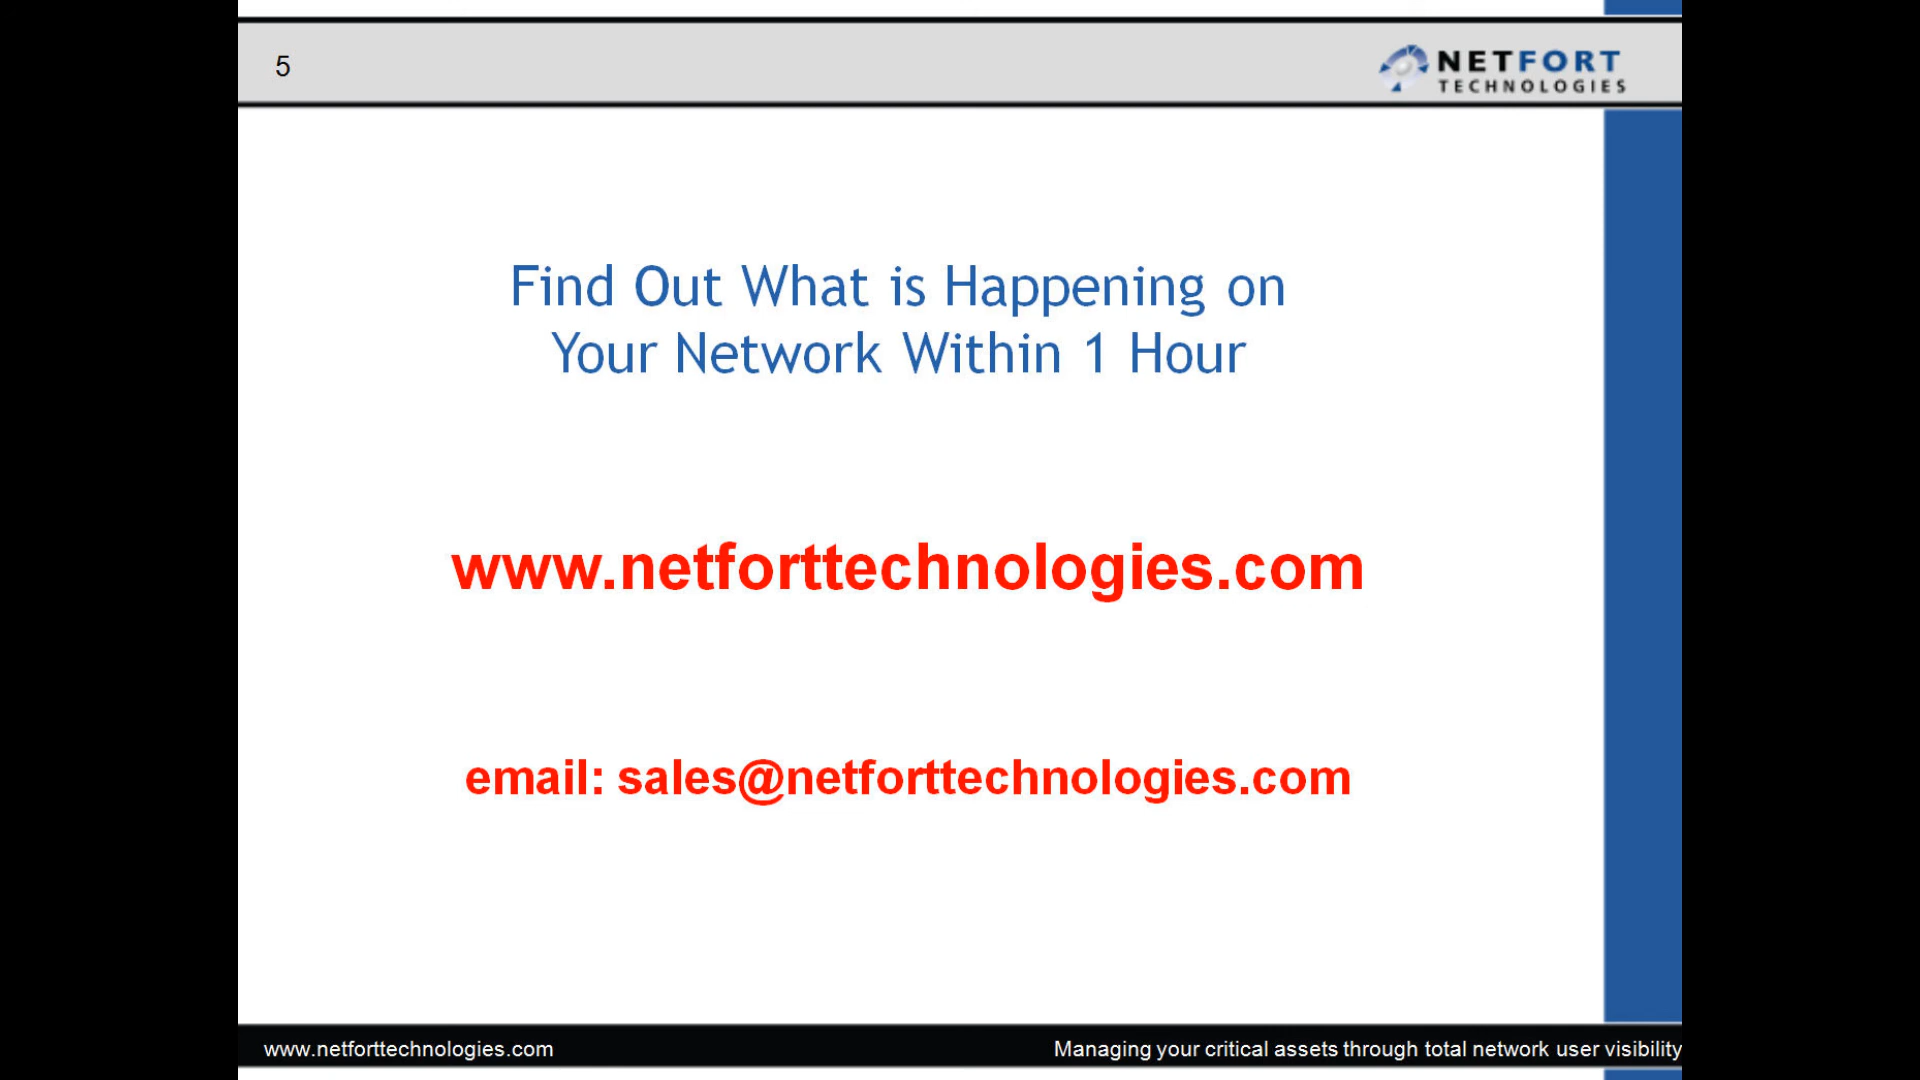 5
NETFORT
TECHNOLOGIES
Find Out What is Happening on
Your Network Within 1 Hour
www.netforttechnologies.com
email: sales@netforttechnologies.com
www.netforttechnologies.com
Managing your critical assets through total network user visibility